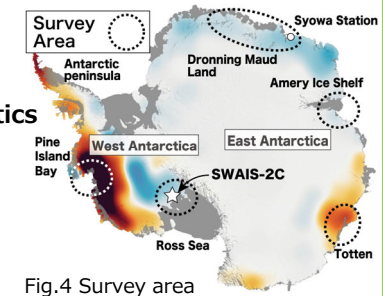 Survey
Area
Syowa Station
Antarctic
peninsula
Dronning Maud
Land
Amery Ice Shelf
tics
Pine
Island
Bay
West Antarctica
East Antarctica
SWAIS-2C
Ross Sea
Totten
Fig.4 Survey area